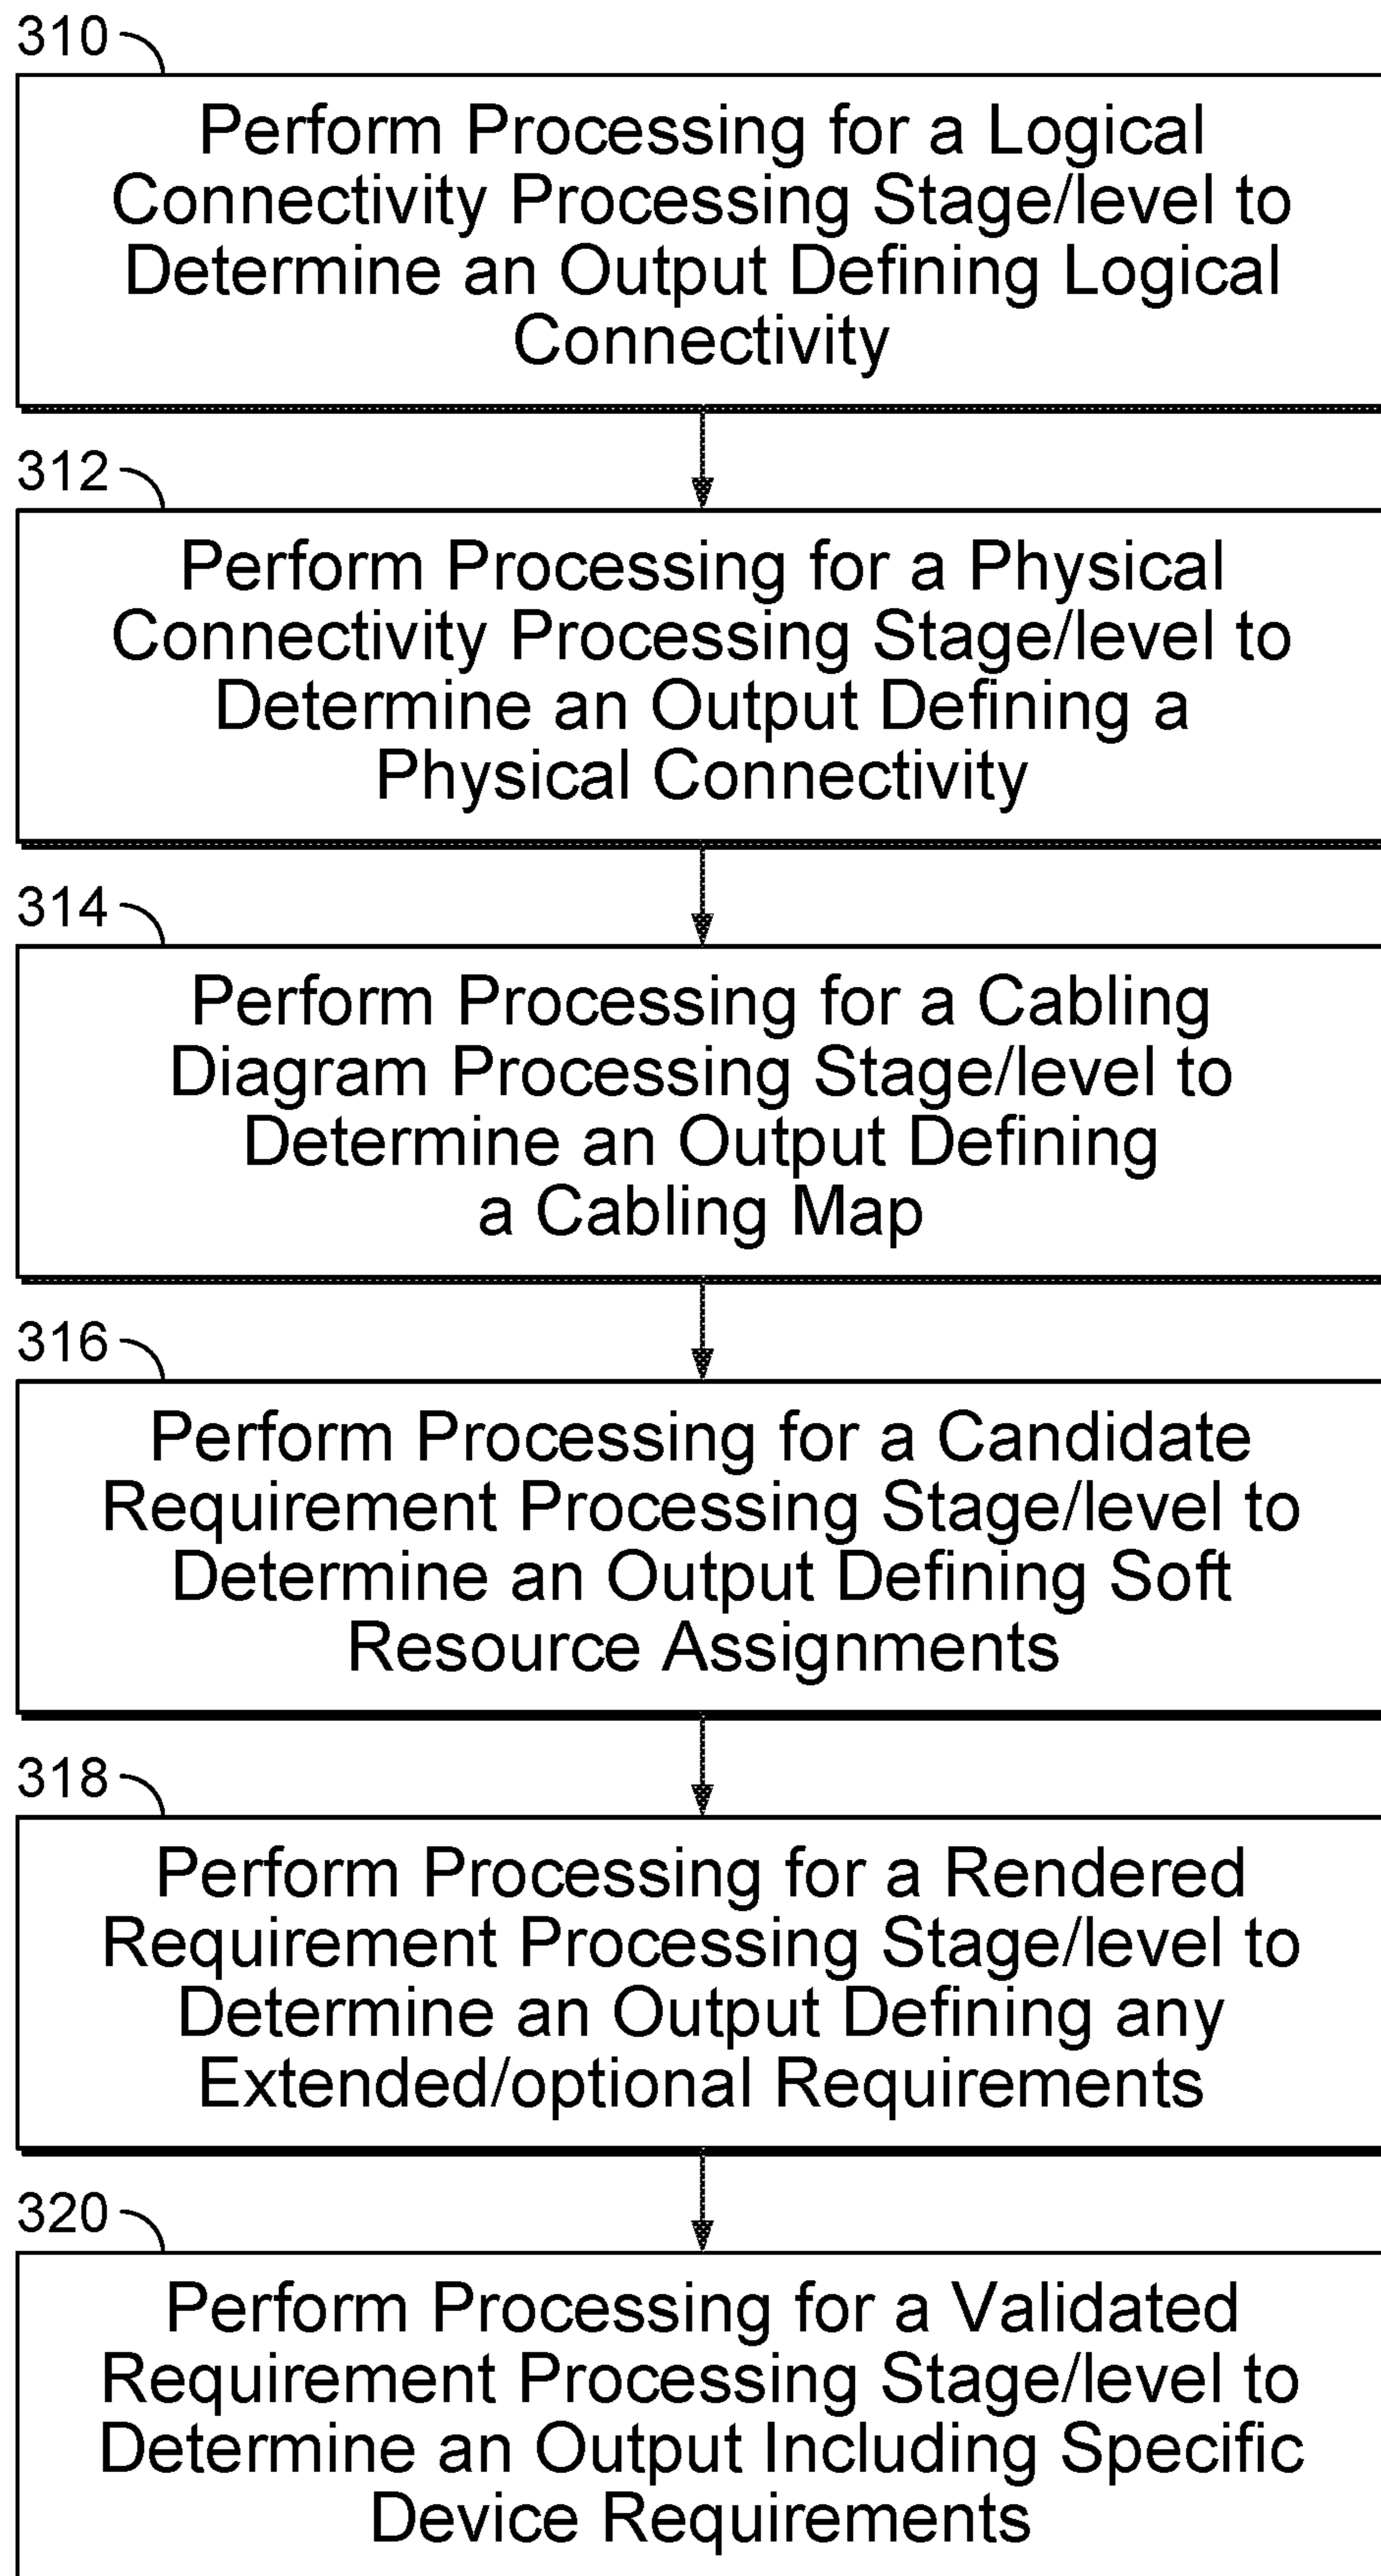 310
Perform Processing for a Logical
Connectivity Processing Stage/level to
Determine an Output Defining Logical
Connectivity
312
Perform Processing for a Physical
Connectivity Processing Stage/level to
Determine an Output Defining a
Physical Connectivity
314
Perform Processing for a Cabling
Diagram Processing Stage/level to
Determine an Output Defining
a Cabling Map
316
Perform Processing for a Candidate
Requirement Processing Stage/level to
Determine an Output Defining Soft
Resource Assignments
318
Perform Processing for a Rendered
Requirement Processing Stage/level to
Determine an Output Defining any
Extended/optional Requirements
320
Perform Processing for a Validated
Requirement Processing Stage/level to
Determine an Output Including Specific
Device Requirements